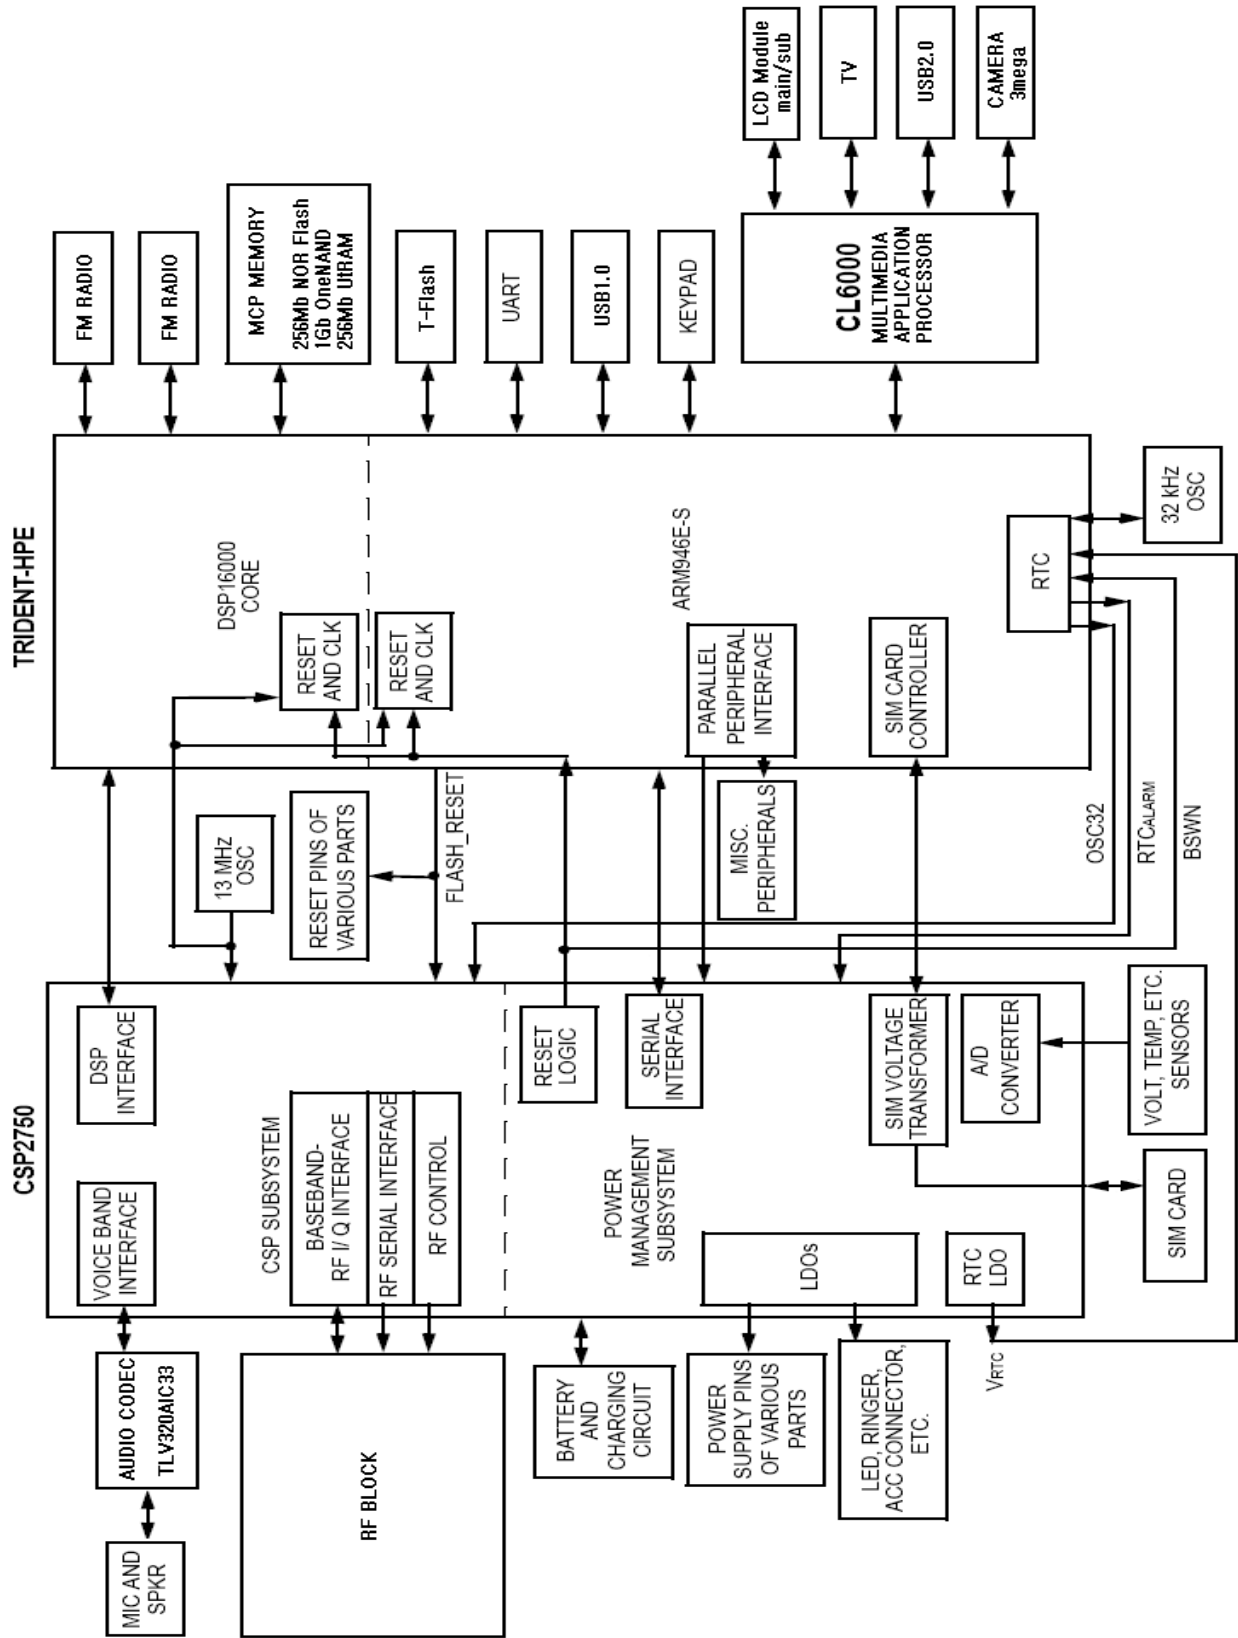 CSP2750
TRIDENT-HPE
MIC AND
SPKR
AUDIO CODEC
TLV320AIC33
VOICE BAND
INTERFACE
DSP
INTERFACE
FM RADIO
FM RADIO
MCP MEMORY
256Mb NOR Flash
1Gb OneNAND
256Mb UtRAM
13 MHz
OSC
DSP16000
CORE
RESET
AND CLK
RESET PINS OF
VARIOUS PARTS
CSP SUBSYSTEM
BASEBAND-
RF I/ Q INTERFACE
RF SERIAL INTERFACE
RF CONTROL
RF BLOCK
RESET
AND CLK
FLASH_RESET
T-Flash
UART
USB1.0
KEYPAD
RESET
LOGIC
BATTERY
AND
CHARGING
CIRCUIT
POWER
MANAGEMENT
SUBSYSTEM
SERIAL
INTERFACE
ARM946E-S
PARALLEL
PERIPHERAL
INTERFACE
MISC.
PERIPHERALS
POWER
SUPPLY PINS
OF VARIOUS
PARTS
LDOs
LED, RINGER,
ACC CONNECTOR,
ETC.
SIM VOLTAGE
TRANSFORMER
SIM CARD
CONTROLLER
CL6000
MULTIMEDIA
APPLICATION
PROCESSOR
LCD Module
main/sub
TV
USB2.0
CAMERA
3mega
VRTC
RTC
LDO
A/D
CONVERTER
RTC
OSC32
RTCALARM
BSWN
SIM CARD
VOLT, TEMP, ETC.
SENSORS
32 kHz
OSC